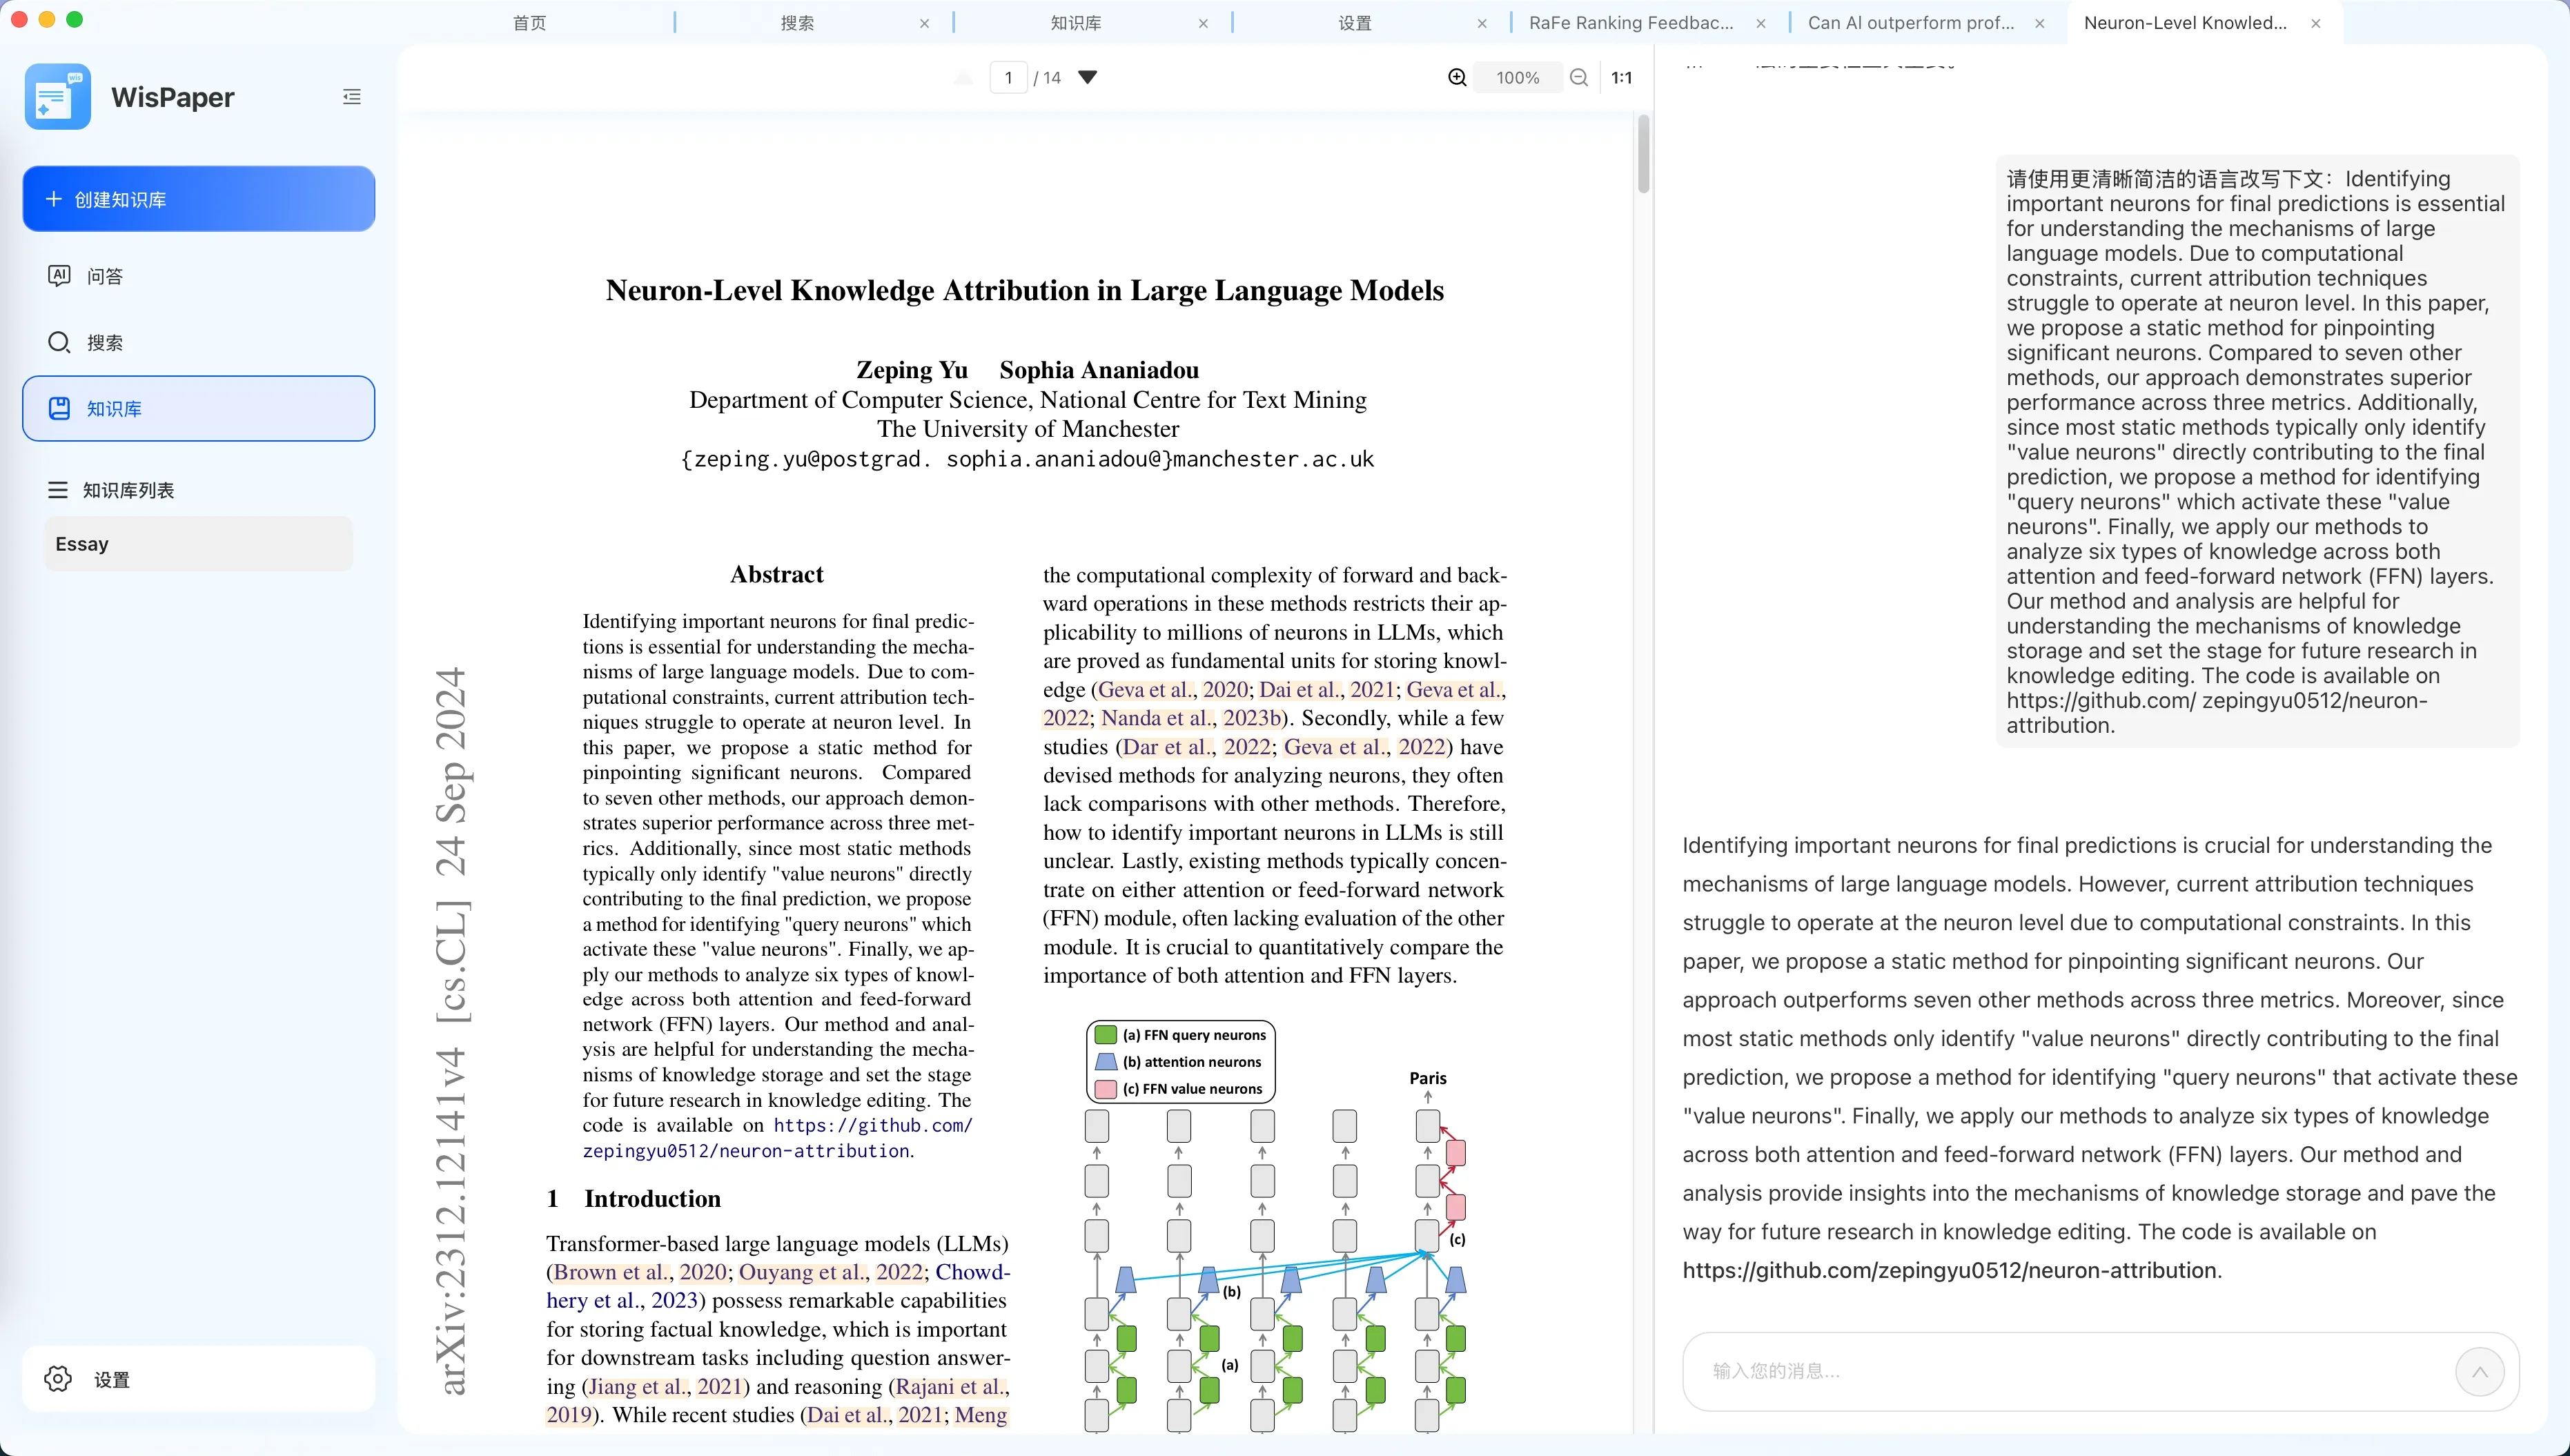 首页
搜索
知识库
设置
RaFe Ranking Feedbac...
Can AI outperform prof...
Neuron-Level Knowled...
wis
WisPaper
创建知识库
AI
问答
搜索
知识库
知识库列表
Essay
设置
1 / 14
100%
1:1
Neuron-Level Knowledge Attribution in Large Language Models
Zeping Yu Sophia Ananiadou
Department of Computer Science, National Centre for Text Mining
The University of Manchester
{zeping.yu@postgrad. sophia.ananiadou@}manchester.ac.uk
arXiv:2312.12141v4 [cs.CL] 24 Sep 2024
Abstract
Identifying important neurons for final predic-
tions is essential for understanding the mecha-
nisms of large language models. Due to com-
putational constraints, current attribution tech-
niques struggle to operate at neuron level. In
this paper, we propose a static method for
pinpointing significant neurons. Compared
to seven other methods, our approach demon-
strates superior performance across three met-
rics. Additionally, since most static methods
typically only identify "value neurons" directly
contributing to the final prediction, we propose
a method for identifying "query neurons" which
activate these "value neurons". Finally, we ap-
ply our methods to analyze six types of knowl-
edge across both attention and feed-forward
network (FFN) layers. Our method and anal-
ysis are helpful for understanding the mecha-
nisms of knowledge storage and set the stage
for future research in knowledge editing. The
code is available on https://github.com/
zepingyu0512/neuron-attribution.
1 Introduction
Transformer-based large language models (LLMs)
(Brown et al., 2020; Ouyang et al., 2022; Chowd-
hery et al., 2023) possess remarkable capabilities
for storing factual knowledge, which is important
for downstream tasks including question answer-
ing (Jiang et al., 2021) and reasoning (Rajani et al.,
2019). While recent studies (Dai et al., 2021; Meng
the computational complexity of forward and back-
ward operations in these methods restricts their ap-
plicability to millions of neurons in LLMs, which
are proved as fundamental units for storing knowl-
edge (Geva et al., 2020; Dai et al., 2021; Geva et al.,
2022; Nanda et al., 2023b). Secondly, while a few
studies (Dar et al., 2022; Geva et al., 2022) have
devised methods for analyzing neurons, they often
lack comparisons with other methods. Therefore,
how to identify important neurons in LLMs is still
unclear. Lastly, existing methods typically concen-
trate on either attention or feed-forward network
(FFN) module, often lacking evaluation of the other
module. It is crucial to quantitatively compare the
importance of both attention and FFN layers.
(a) FFN query neurons
(b) attention neurons
(c) FFN value neurons
Paris
(c)
(b)
(a)
请使用更清晰简洁的语言改写下文：Identifying
important neurons for final predictions is essential
for understanding the mechanisms of large
language models. Due to computational
constraints, current attribution techniques
struggle to operate at neuron level. In this paper,
we propose a static method for pinpointing
significant neurons. Compared to seven other
methods, our approach demonstrates superior
performance across three metrics. Additionally,
since most static methods typically only identify
"value neurons" directly contributing to the final
prediction, we propose a method for identifying
"query neurons" which activate these "value
neurons". Finally, we apply our methods to
analyze six types of knowledge across both
attention and feed-forward network (FFN) layers.
Our method and analysis are helpful for
understanding the mechanisms of knowledge
storage and set the stage for future research in
knowledge editing. The code is available on
https://github.com/ zepingyu0512/neuron-
attribution.
Identifying important neurons for final predictions is crucial for understanding the
mechanisms of large language models. However, current attribution techniques
struggle to operate at the neuron level due to computational constraints. In this
paper, we propose a static method for pinpointing significant neurons. Our
approach outperforms seven other methods across three metrics. Moreover, since
most static methods only identify "value neurons" directly contributing to the final
prediction, we propose a method for identifying "query neurons" that activate these
"value neurons". Finally, we apply our methods to analyze six types of knowledge
across both attention and feed-forward network (FFN) layers. Our method and
analysis provide insights into the mechanisms of knowledge storage and pave the
way for future research in knowledge editing. The code is available on
https://github.com/zepingyu0512/neuron-attribution.
输入您的消息...